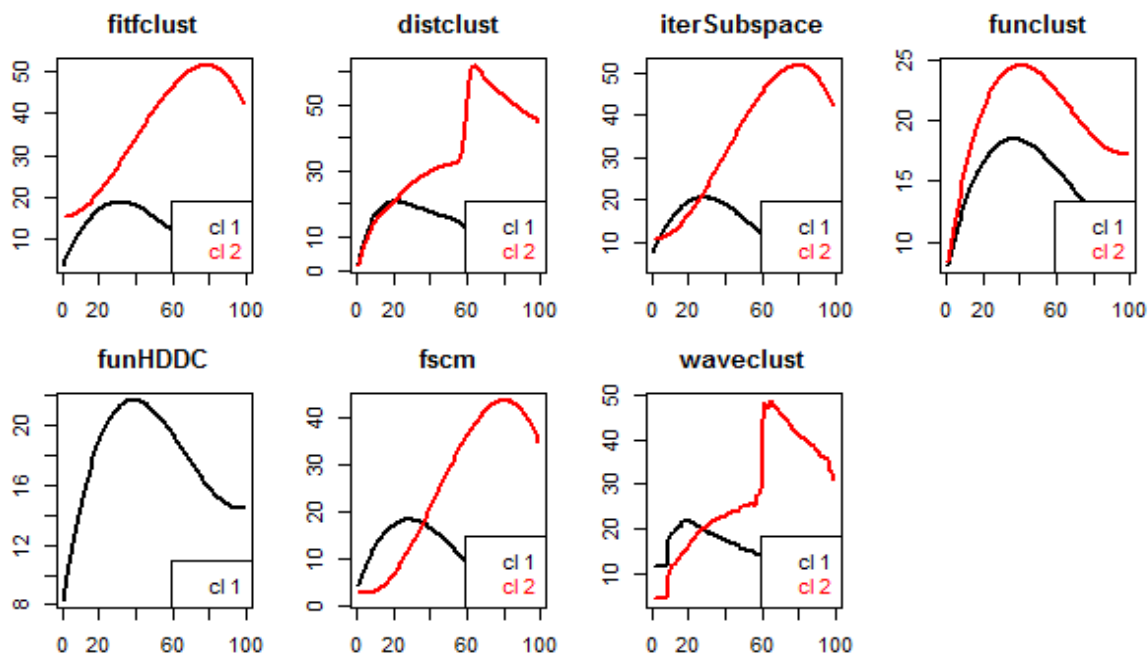 fitfclust
distclust
iterSubspace
funclust
10 20 30 40 50
0 10 30 50
10 20 30 40 50
10 15 20 25
cl 1
cl 2
cl 1
cl 2
cl 1
cl 2
cl 1
cl 2
0 20 60 100
0 20 60 100
0 20 60 100
0 20 60 100
funHDDC
fscm
waveclust
8 12 16 20
0 10 20 30 40
10 20 30 40 50
cl 1
cl 1
cl 2
cl 1
cl 2
0 20 60 100
0 20 60 100
0 20 60 100